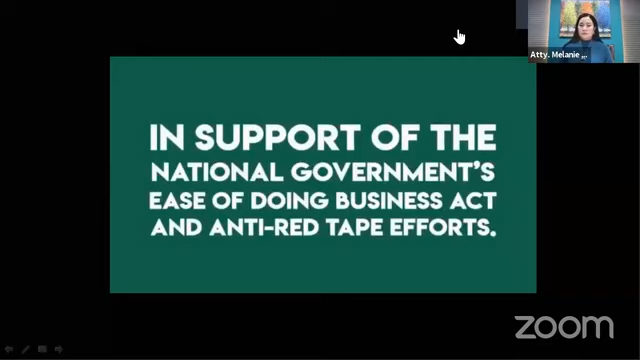 Atty. Melanie ...
IN SUPPORT OF THE
NATIONAL GOVERNMENT'S
EASE OF DOING BUSINESS ACT
AND ANTI-RED TAPE EFFORTS.
zoom